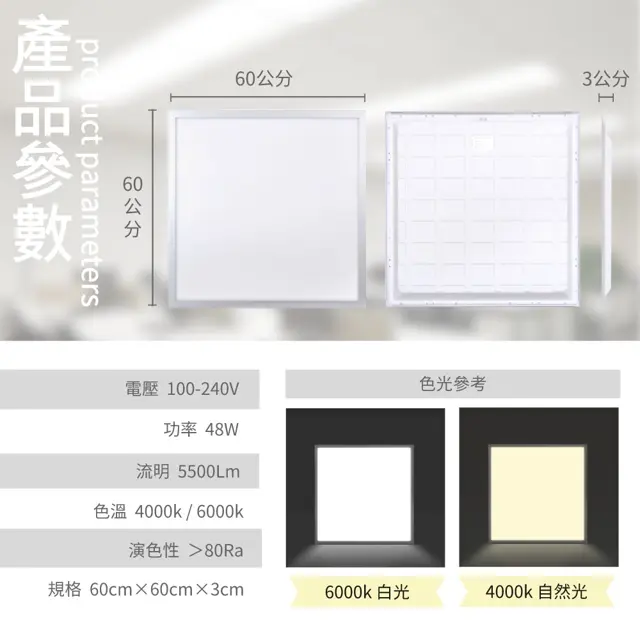 產品參數
product parameters
60公分
3公分
60公分
電壓 100-240V
功率 48W
流明 5500Lm
色溫 4000k / 6000k
演色性 ＞80Ra
規格 60cm×60cm×3cm
色光參考
6000k 白光
4000k 自然光